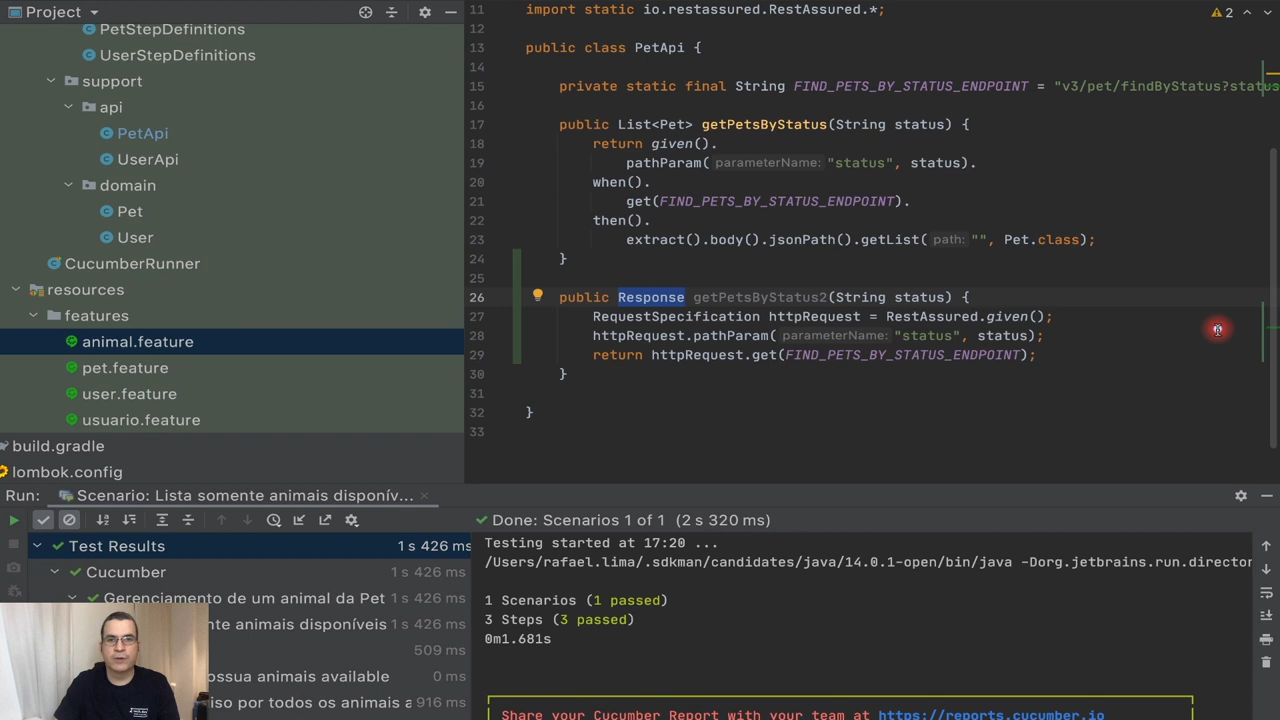 Project
PetStepDefinitions
UserStepDefinitions
support
api
PetApi
UserApi
domain
Pet
User
CucumberRunner
resources
features
animal.feature
pet.feature
user.feature
usuario.feature
build.gradle
lombok.config
2
11 import static io.restassured.RestAssured.*;
12
13 public class PetApi {
14
15 private static final String FIND_PETS_BY_STATUS_ENDPOINT = "v3/pet/findByStatus?status
16
17 public List<Pet> getPetsByStatus(String status) {
18 return given().
19 pathParam( parameterName: "status", status).
20 when().
21 get(FIND_PETS_BY_STATUS_ENDPOINT).
22 then().
23 extract().body().jsonPath().getList( path: "", Pet.class);
24 }
25
26 public Response getPetsByStatus2(String status) {
27 RequestSpecification httpRequest = RestAssured.given();
28 httpRequest.pathParam( parameterName: "status", status);
29 return httpRequest.get(FIND_PETS_BY_STATUS_ENDPOINT);
30 }
31
32 }
33
Run: Scenario: Lista somente animais disponív...
Test Results 1 s 426 ms
Cucumber 1 s 426 ms
Gerenciamento de um animal da Pet 1 s 426 ms
nte animais disponíveis 1 s 426 ms
509 ms
ossua animais available
iso por todos os animais a 916 ms
Done: Scenarios 1 of 1 (2 s 320 ms)
Testing started at 17:20 ...
/Users/rafael.lima/.sdkman/candidates/java/14.0.1-open/bin/java -Dorg.jetbrains.run.director
1 Scenarios (1 passed)
3 Steps (3 passed)
0m1.681s
Share your Cucumber Report with your team at https://reports.cucumber.io